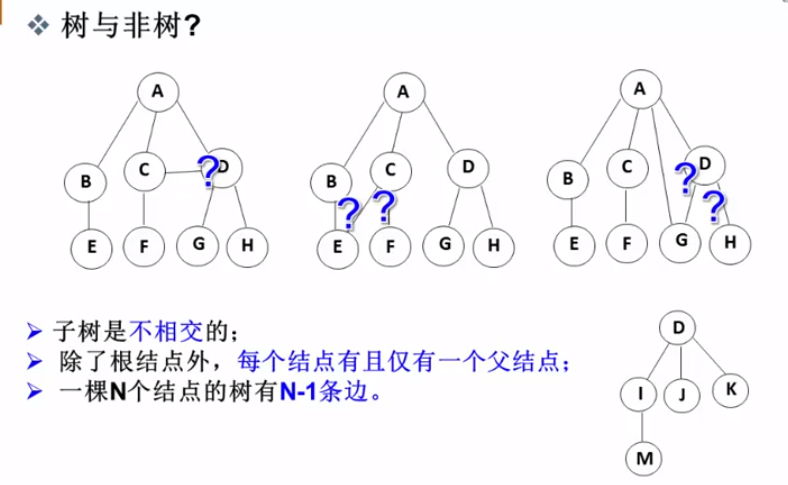 ❖ 树与非树?
A
B C ? D
E F G H
A
B C D
? ?
E F G H
A
B C ? D
?
E F G H
➢ 子树是不相交的;
➢ 除了根结点外，每个结点有且仅有一个父结点;
➢ 一棵N个结点的树有N-1条边。
D
I J K
M